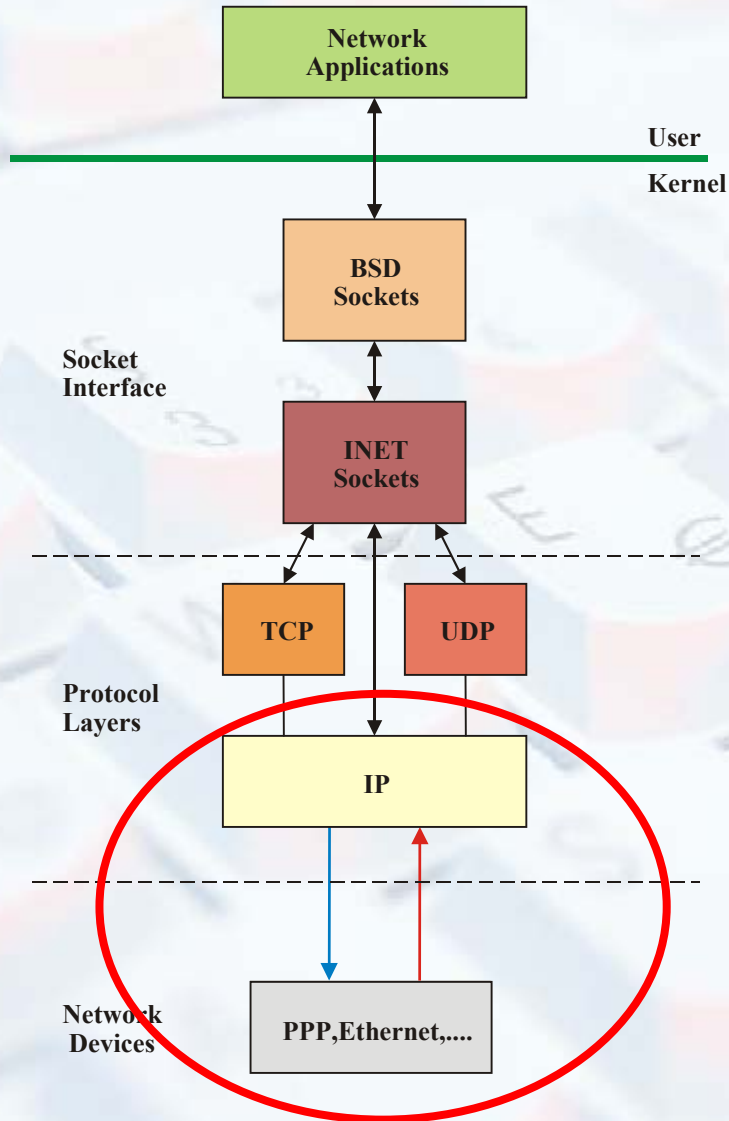 Network
Applications
User
Kernel
BSD
Sockets
Socket
Interface
INET
Sockets
TCP
UDP
Protocol
Layers
IP
Network
Devices
PPP,Ethernet,....